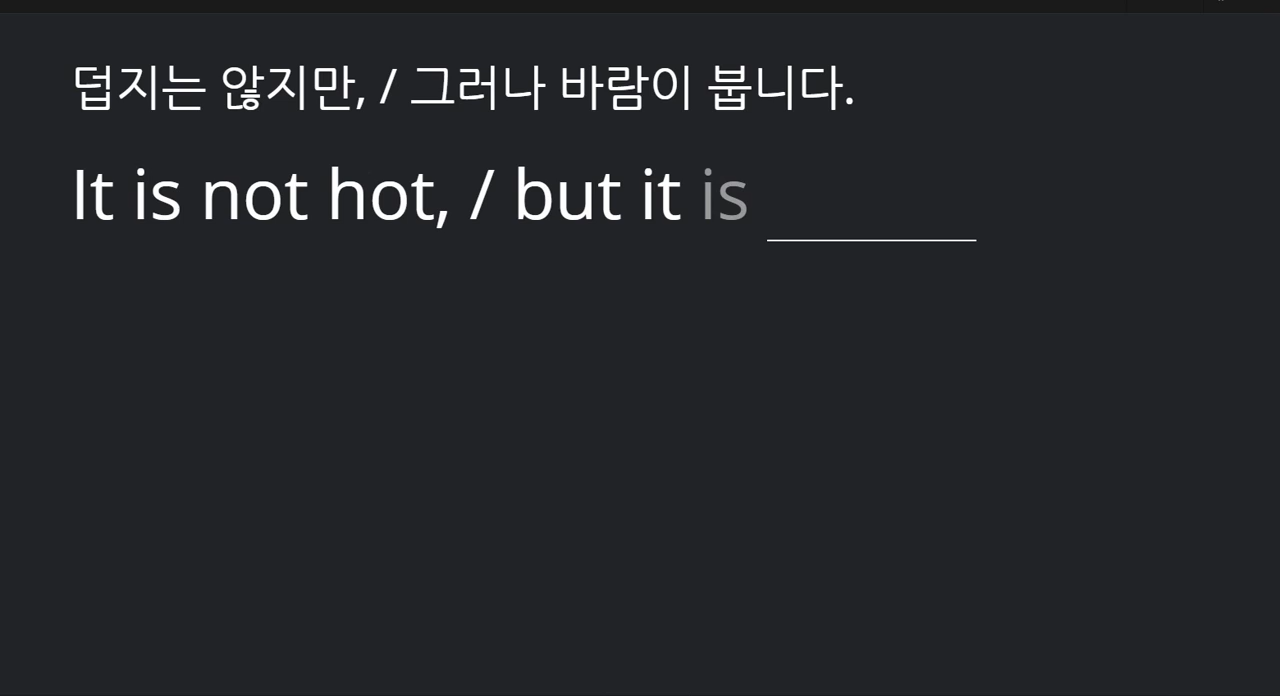 덥지는 않지만, / 그러나 바람이 붑니다.
It is not hot, / but it is